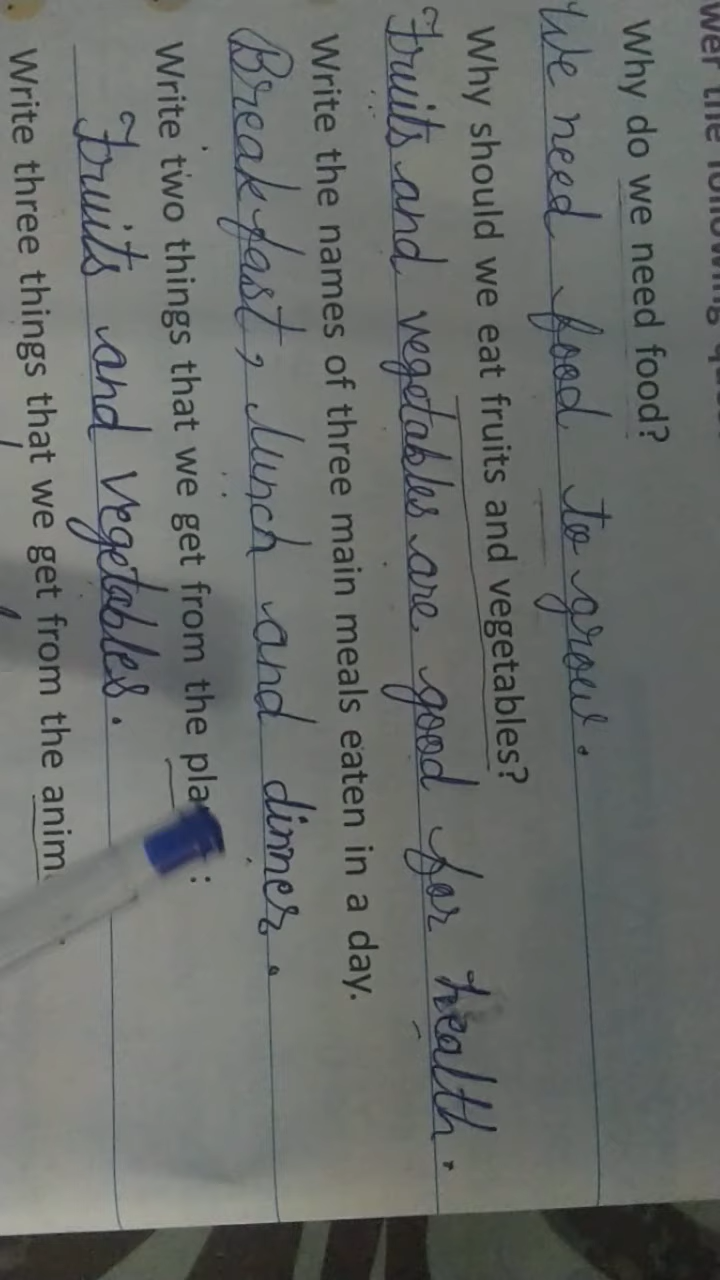 wer the following
Why do we need food?
We need food to grow.
Why should we eat fruits and vegetables?
Fruits and vegetables are good for health.
Write the names of three main meals eaten in a day.
Breakfast, lunch and dinner.
Write two things that we get from the :
Fruits and vegetables.
Write three things that we get from the